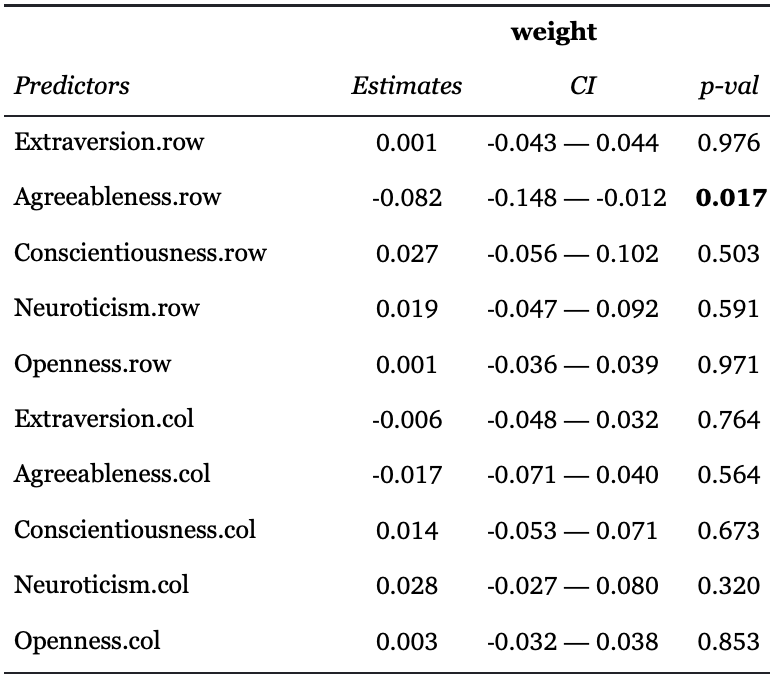 weight
Predictors Estimates CI p-val
Extraversion.row 0.001 -0.043 — 0.044 0.976
Agreeableness.row -0.082 -0.148 — -0.012 0.017
Conscientiousness.row 0.027 -0.056 — 0.102 0.503
Neuroticism.row 0.019 -0.047 — 0.092 0.591
Openness.row 0.001 -0.036 — 0.039 0.971
Extraversion.col -0.006 -0.048 — 0.032 0.764
Agreeableness.col -0.017 -0.071 — 0.040 0.564
Conscientiousness.col 0.014 -0.053 — 0.071 0.673
Neuroticism.col 0.028 -0.027 — 0.080 0.320
Openness.col 0.003 -0.032 — 0.038 0.853